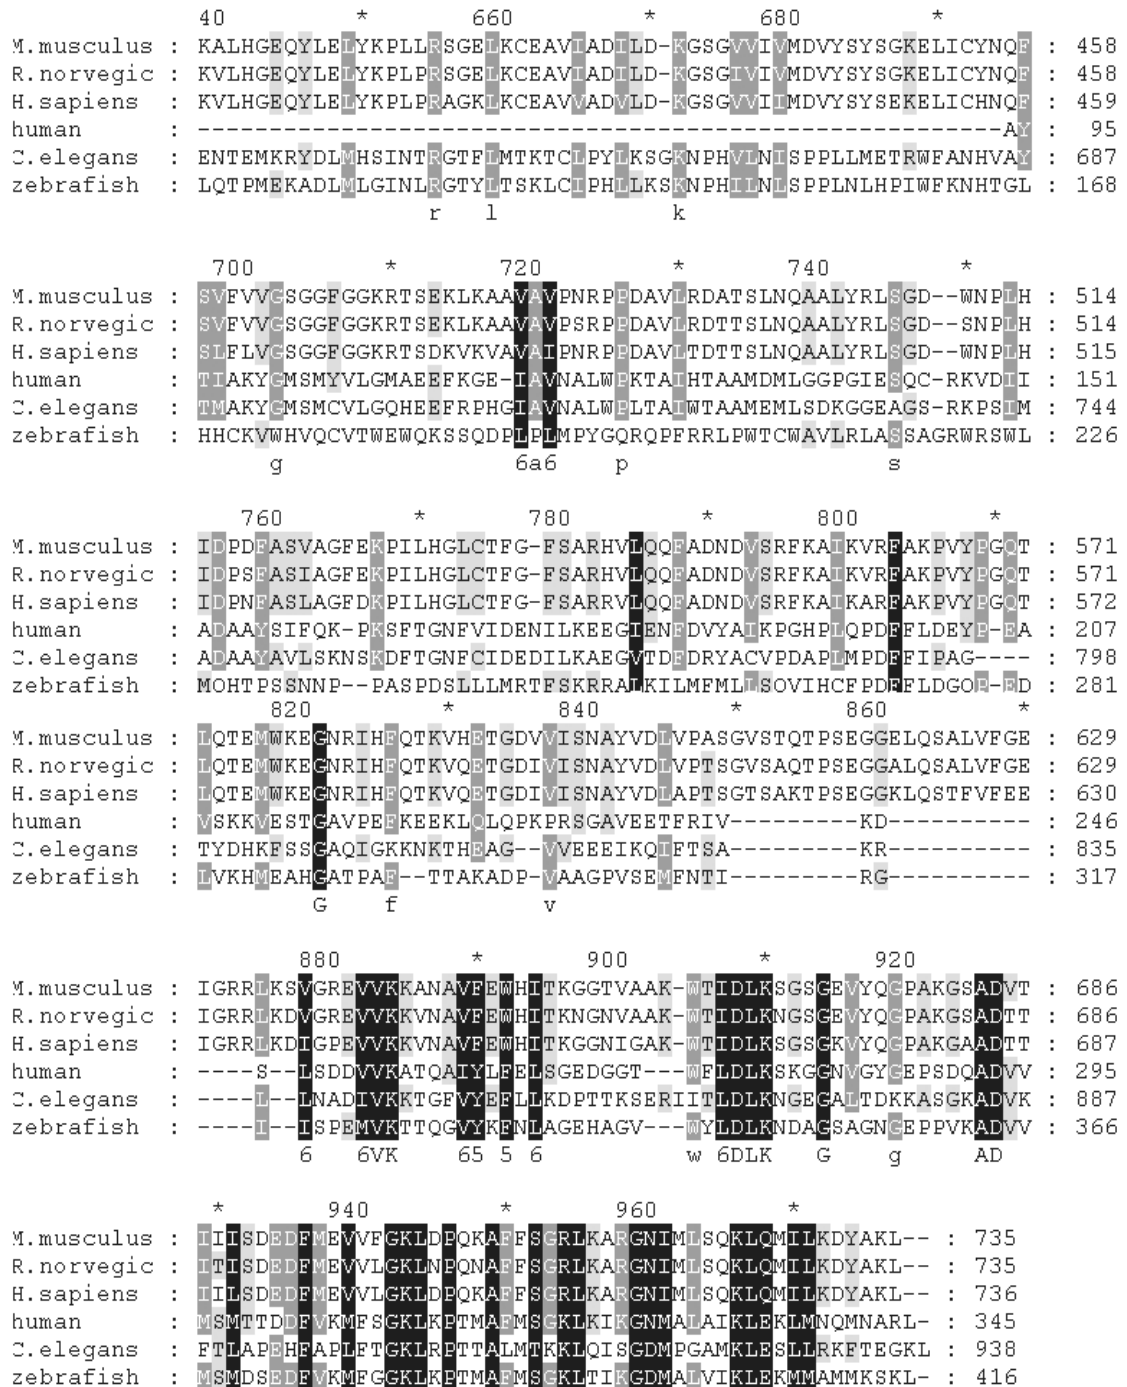 40 * 660 * 680 *
M.musculus : KALHGEQYLELYKPLLRSGELKCEAVIADILD-KGSGVVIVMDVYSYSGKELICYNQF : 458
R.norvegic : KVLHGEQYLELYKPLPRSGELKCEAVIADILD-KGSGIVIVMDVYSYSGKELICYNQF : 458
H.sapiens : KVLHGEQYLELYKPLPRAGKLKCEAVVADVLD-KGSGVVIIMDVYSYSEKELICHNQF : 459
human : --------------------------------------------------------AY : 95
C.elegans : ENTEMKRYDLMHSINTRGTFLMTKTCLPYLKSGKNPHVLNISPPLLMETRWFANHVAY : 687
zebrafish : LQTPMEKADLMLGINLRGTYLTSKLCIPHLLKSKNPHILNLSPPLNLHPIWFKNHTGL : 168
r l k
700 * 720 * 740 *
M.musculus : SVFVVGSGGFGGKRTSEKLKAAVAVPNRPPDAVLRDATSLNQAALYRLSGD--WNPLH : 514
R.norvegic : SVFVVGSGGFGGKRTSEKLKAAVAVPSRPPDAVLRDTTSLNQAALYRLSGD--SNPLH : 514
H.sapiens : SLFLVGSGGFGGKRTSDKVKVAVAIPNRPPDAVLTDTTSLNQAALYRLSGD--WNPLH : 515
human : TIAKYGMSMYVLGMAEEFKGE-IAVNALWPKTAIHTAAMDMLGGPGIESQC-RKVDII : 151
C.elegans : TMAKYGMSMCVLGQHEEFRPHGIAVNALWPLTAIWTAAMEMLSDKGGEAGS-RKPSIM : 744
zebrafish : HHCKVWHVQCVTWEWQKSSQDPLPLMPYGQRQPFRRLPWTCWAVLRLASSAGRWRSWL : 226
g 6a6 p s
760 * 780 * 800 *
M.musculus : IDPDFASVAGFEKPILHGLCTFG-FSARHVLQQFADNDVSRFKAIKVRFAKPVYPGQT : 571
R.norvegic : IDPSFASIAGFEKPILHGLCTFG-FSARHVLQQFADNDVSRFKAIKVRFAKPVYPGQT : 571
H.sapiens : IDPNFASLAGFDKPILHGLCTFG-FSARRVLQQFADNDVSRFKAIKARFAKPVYPGQT : 572
human : ADAAYSIFQK-PKSFTGNFVIDENILKEEGIENFDVYAIKPGHPLQPDFFLDEYP-EA : 207
C.elegans : ADAAYAVLSKNSKDFTGNFCIDEDILKAEGVTDFDRYACVPDAPLMPDFFIPAG---- : 798
zebrafish : MQHTPSSNNP--PASPDSLLLMRTFSKRRALKILMFMLLSQVIHCFPDFFLDGQP-ED : 281
820 * 840 * 860 *
M.musculus : LQTEMWKEGNRIHFQTKVHETGDVVISNAYVDLVPASGVSTQTPSEGGELQSALVFGE : 629
R.norvegic : LQTEMWKEGNRIHFQTKVQETGDIVISNAYVDLVPTSGVSAQTPSEGGALQSALVFGE : 629
H.sapiens : LQTEMWKEGNRIHFQTKVQETGDIVISNAYVDLAPTSGTSAKTPSEGGKLQSTFVFEE : 630
human : VSKKVESTGAVPEFKEEKLQLQPKPRSGAVEETFRIV---------KD---------- : 246
C.elegans : TYDHKFSSGAQIGKKNKTHEAG--VVEEEIKQIFTSA---------KR---------- : 835
zebrafish : LVKHMEAHGATPAF--TTAKADP-VAAGPVSEMFNTI---------RG---------- : 317
G f v
880 * 900 * 920
M.musculus : IGRRLKSVGREVVKKANAVFEWHITKGGTVAAK-WTIDLKSGSGEVYQGPAKGSADVT : 686
R.norvegic : IGRRLKDVGREVVKKVNAVFEWHITKNGNVAAK-WTIDLKNGSGEVYQGPAKGSADTT : 686
H.sapiens : IGRRLKDIGPEVVKKVNAVFEWHITKGGNIGAK-WTIDLKSGSGKVYQGPAKGAADTT : 687
human : ----S--LSDDVVKATQAIYLFELSGEDGGT---WFLDLKSKGGNVGYGEPSDQADVV : 295
C.elegans : ----L--LNADIVKKTGFVYEFLLKDPTTKSERIITLDLKNGEGALTDKKASGKADVK : 887
zebrafish : ----I--ISPEMVKTTQGVYKFNLAGEHAGV---WYLDLKNDAGSAGNGEPPVKADVV : 366
6 6VK 65 5 6 w 6DLK G g AD
* 940 * 960 *
M.musculus : IIISDEDFMEVVFGKLDPQKAFFSGRLKARGNIMLSQKLQMILKDYAKL-- : 735
R.norvegic : ITISDEDFMEVVLGKLNPQNAFFSGRLKARGNIMLSQKLQMILKDYAKL-- : 735
H.sapiens : IILSDEDFMEVVLGKLDPQKAFFSGRLKARGNIMLSQKLQMILKDYAKL-- : 736
human : MSMTTDDFVKMFSGKLKPTMAFMSGKLKIKGNMALAIKLEKLMNQMNARL- : 345
C.elegans : FTLAPEHFAPLFTGKLRPTTALMTKKLQISGDMPGAMKLESLLRKFTEGKL : 938
zebrafish : MSMDSEDFVKMFGGKLKPTMAFMSGKLTIKGDMALVIKLEKMMAMMKSKL- : 416